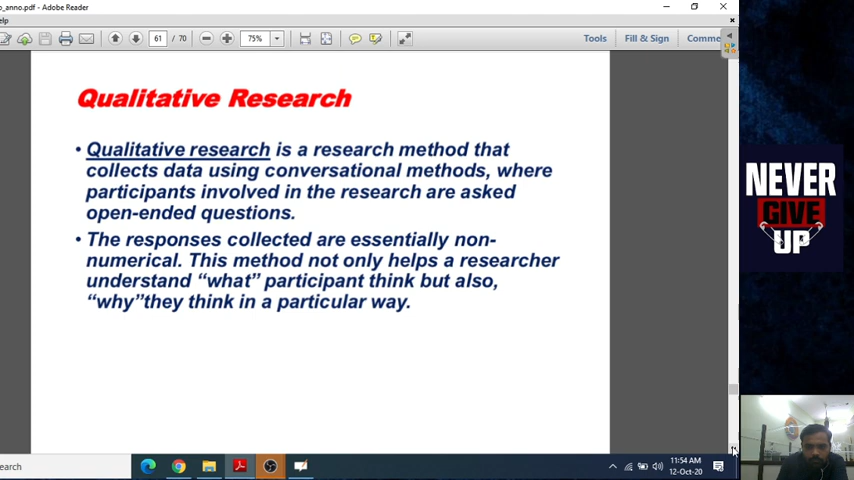 o_anno.pdf - Adobe Reader
elp
61 / 70
75%
Tools
Fill & Sign
Comme
Qualitative Research
• Qualitative research is a research method that
collects data using conversational methods, where
participants involved in the research are asked
open-ended questions.
• The responses collected are essentially non-
numerical. This method not only helps a researcher
understand “what” participant think but also,
“why”they think in a particular way.
NEVER
GIVE
UP
earch
11:54 AM
12-Oct-20